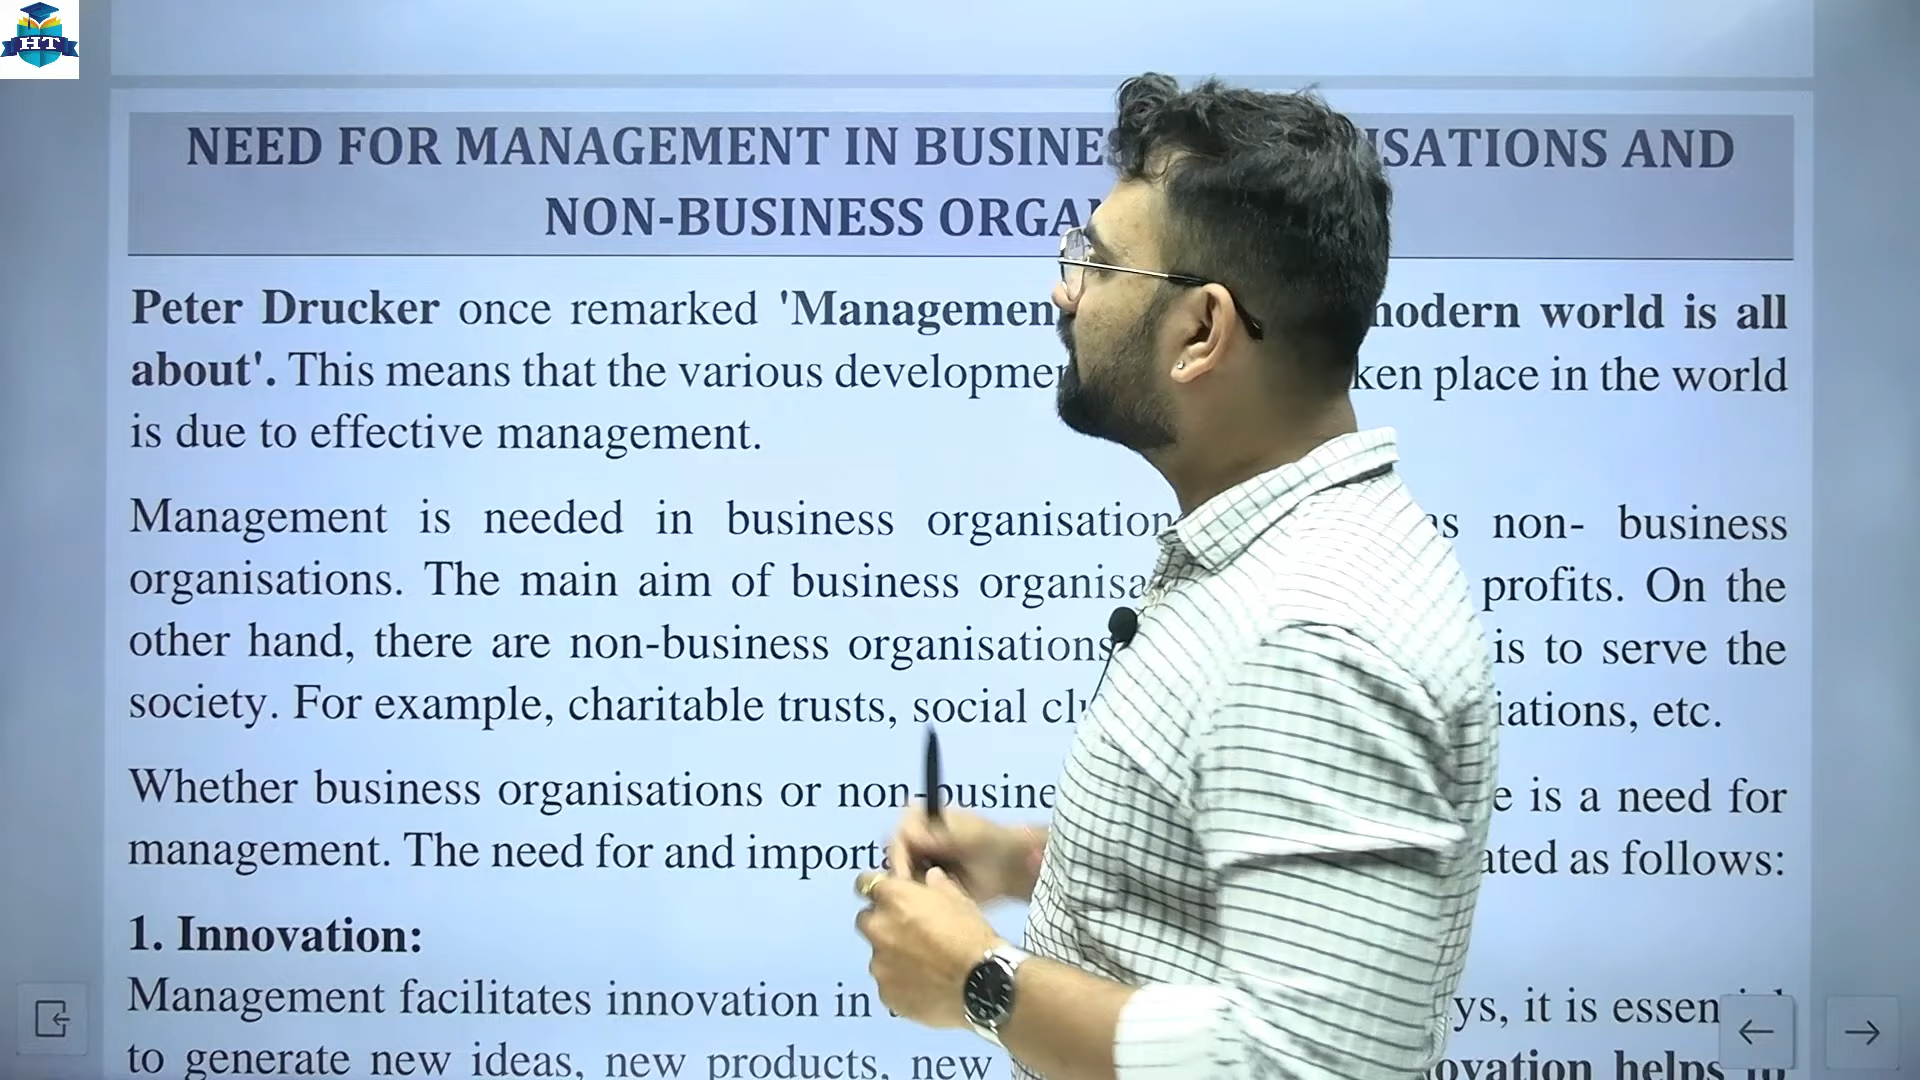 HT
NEED FOR MANAGEMENT IN BUSINE SATIONS AND
NON-BUSINESS ORGA
Peter Drucker once remarked 'Managemen modern world is all
about'. This means that the various developme ken place in the world
is due to effective management.
Management is needed in business organisation as non- business
organisations. The main aim of business organisa profits. On the
other hand, there are non-business organisations is to serve the
society. For example, charitable trusts, social clu iations, etc.
Whether business organisations or non-busine e is a need for
management. The need for and importa ated as follows:
1. Innovation:
Management facilitates innovation in ys, it is essen
to generate new ideas, new products, new ovation helps